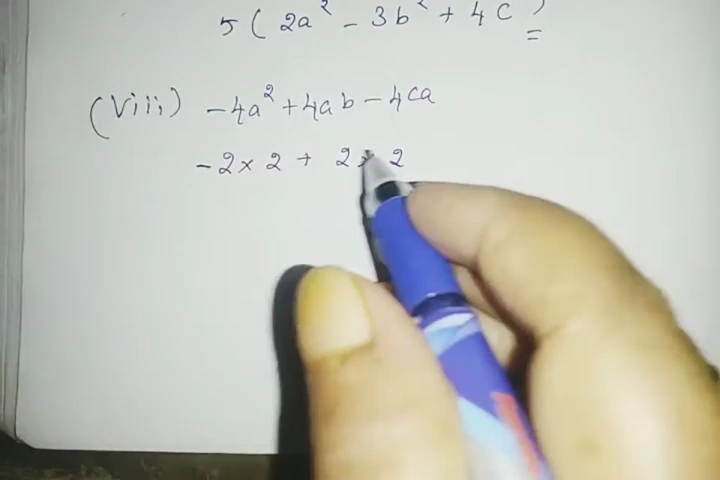 5 ( 2a² - 3b² + 4c )
(viii) -4a² + 4ab - 4ca
-2 × 2 + 2 × 2